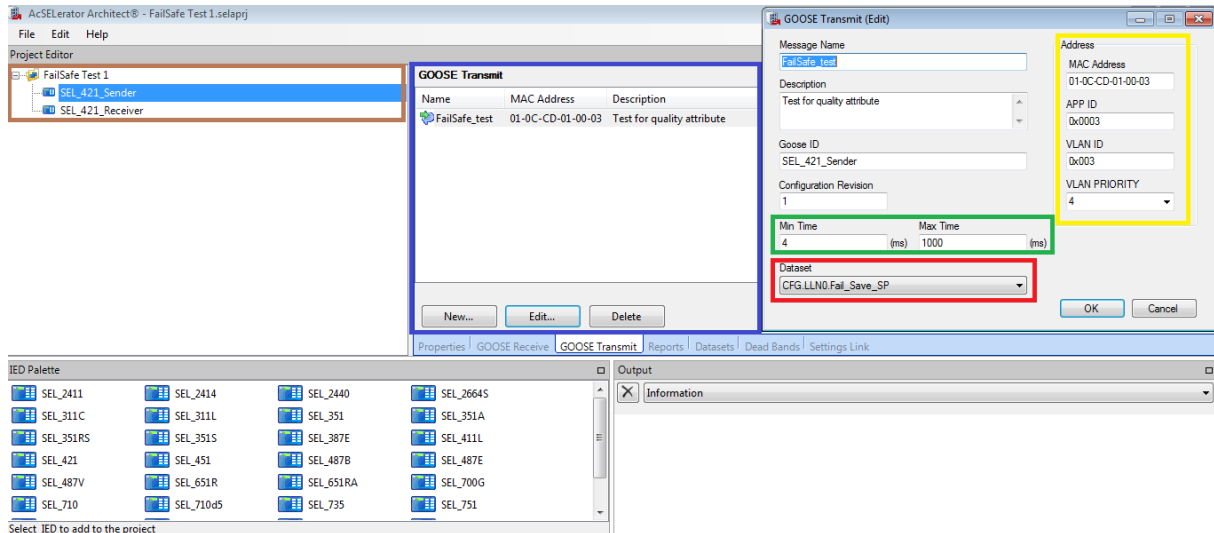 AcSELerator Architect® - FailSafe Test 1.selaprj
File Edit Help
Project Editor
FailSafe Test 1
SEL_421_Sender
SEL_421_Receiver
GOOSE Transmit
Name MAC Address Description
FailSafe_test 01-0C-CD-01-00-03 Test for quality attribute
New... Edit... Delete
Properties GOOSE Receive GOOSE Transmit Reports Datasets Dead Bands Settings Link
GOOSE Transmit (Edit)
Message Name
FailSafe_test
Description
Test for quality attribute
Goose ID
SEL_421_Sender
Configuration Revision
1
Min Time Max Time
4 (ms) 1000 (ms)
Dataset
CFG.LLN0.Fail_Save_SP
Address
MAC Address
01-0C-CD-01-00-03
APP ID
0x0003
VLAN ID
0x003
VLAN PRIORITY
4
OK Cancel
IED Palette
SEL_2411 SEL_2414 SEL_2440 SEL_2664S
SEL_311C SEL_311L SEL_351 SEL_351A
SEL_351RS SEL_351S SEL_387E SEL_411L
SEL_421 SEL_451 SEL_487B SEL_487E
SEL_487V SEL_651R SEL_651RA SEL_700G
SEL_710 SEL_710d5 SEL_735 SEL_751
Output
Information
Select IED to add to the project